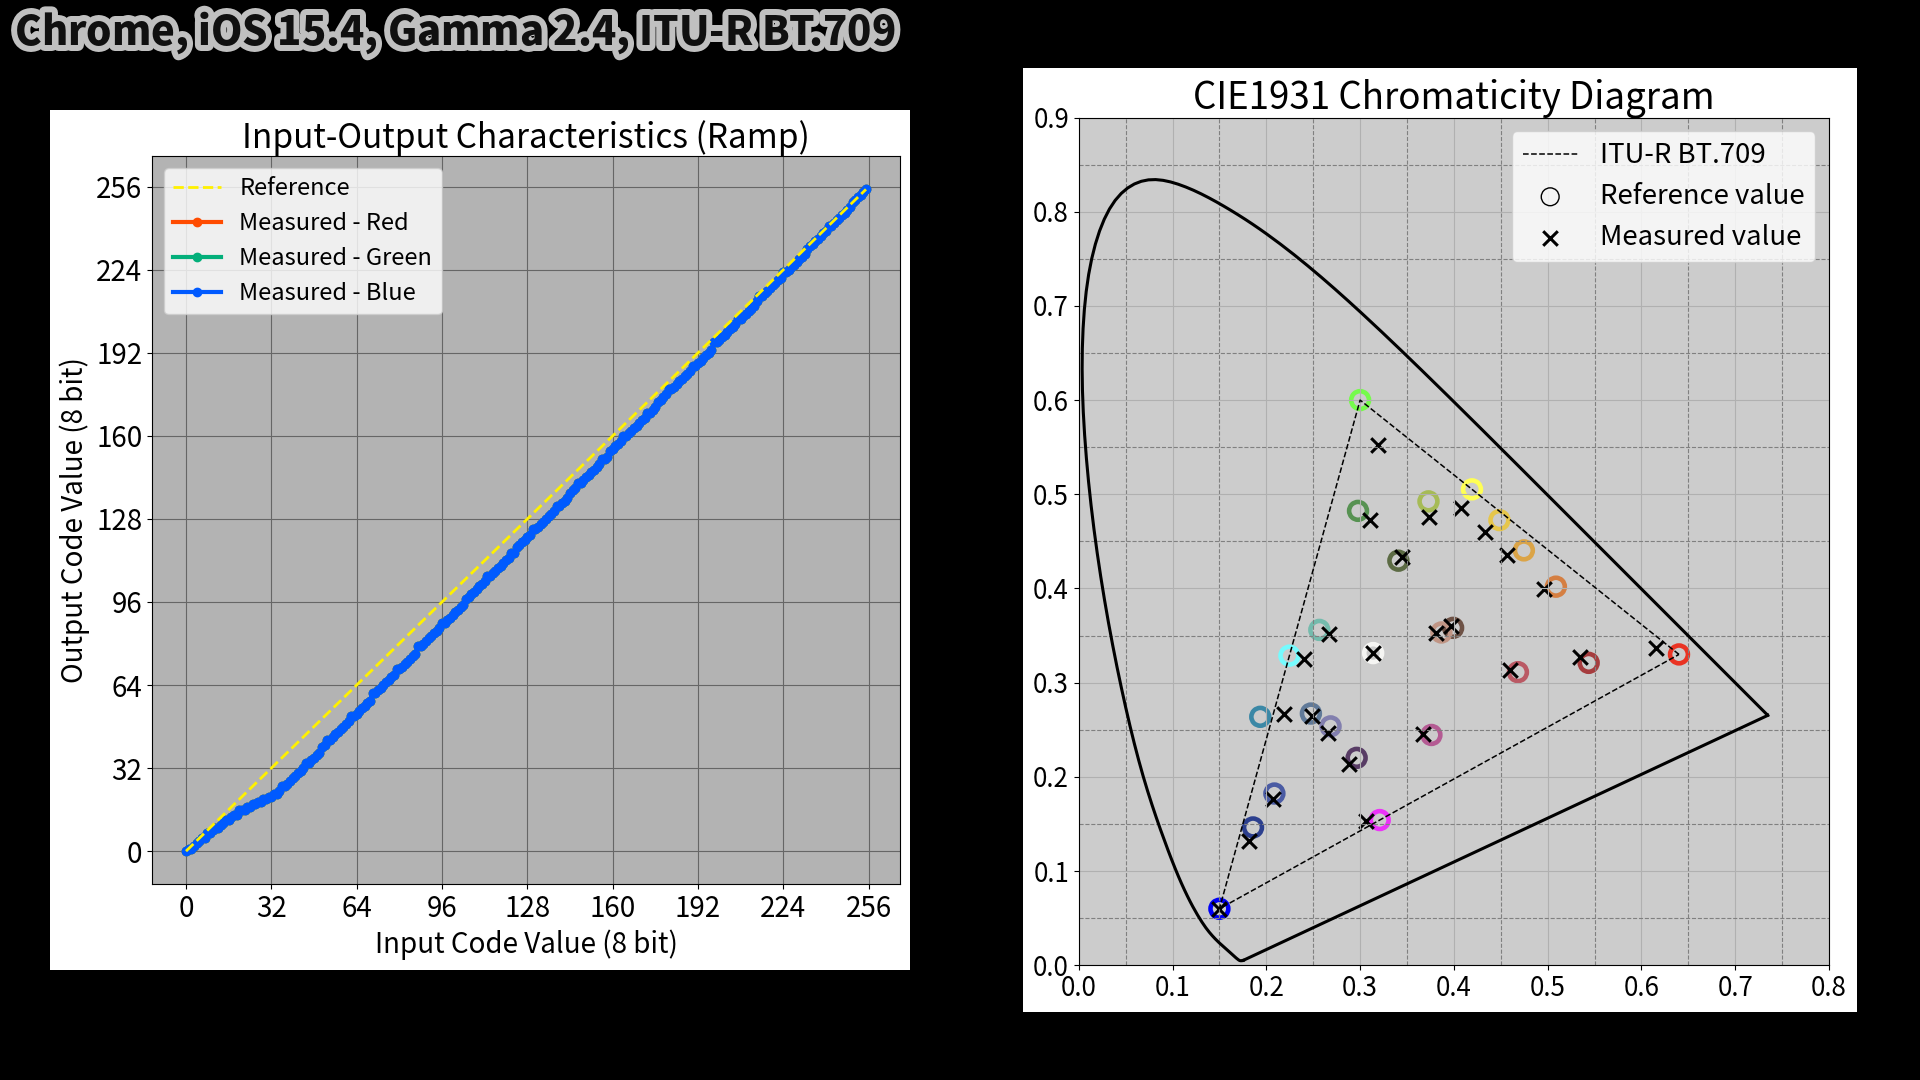 Chrome, iOS 15.4, Gamma 2.4, ITU-R BT.709
Input-Output Characteristics (Ramp)
Reference
Measured - Red
Measured - Green
Measured - Blue
256
224
192
160
128
96
64
32
0
Output Code Value (8 bit)
0 32 64 96 128 160 192 224 256
Input Code Value (8 bit)
CIE1931 Chromaticity Diagram
ITU-R BT.709
Reference value
Measured value
0.9
0.8
0.7
0.6
0.5
0.4
0.3
0.2
0.1
0.0
0.0 0.1 0.2 0.3 0.4 0.5 0.6 0.7 0.8